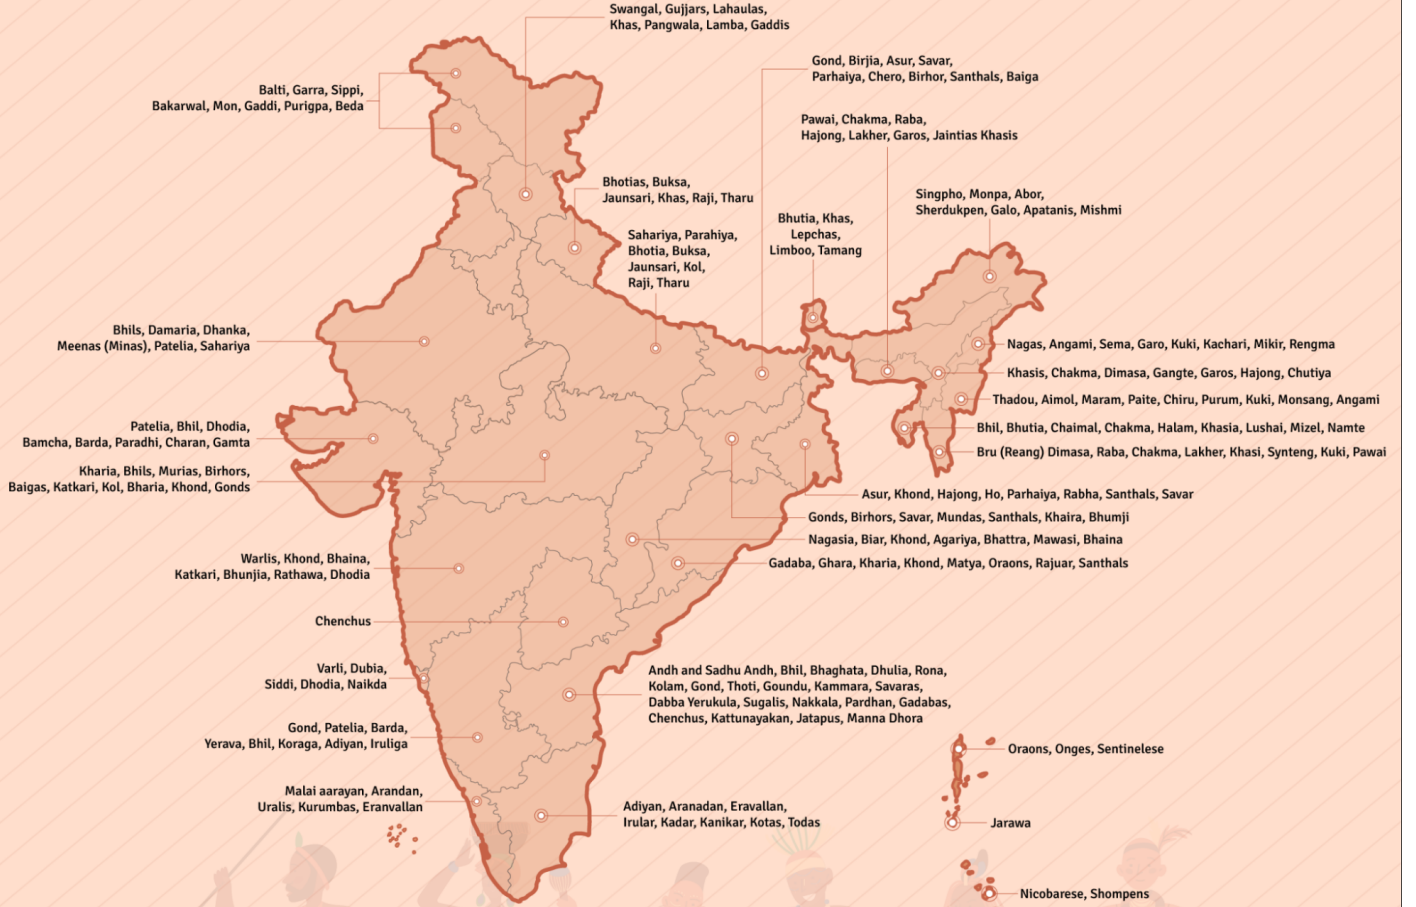 Swangal, Gujjars, Lahaulas,
Khas, Pangwala, Lamba, Gaddis
Gond, Birjia, Asur, Savar,
Parhaiya, Chero, Birhor, Santhals, Baiga
Balti, Garra, Sippi,
Bakarwal, Mon, Gaddi, Purigpa, Beda
Pawai, Chakma, Raba,
Hajong, Lakher, Garos, Jaintias Khasis
Bhotias, Buksa,
Jaunsari, Khas, Raji, Tharu
Singpho, Monpa, Abor,
Sherdukpen, Galo, Apatanis, Mishmi
Bhutia, Khas,
Lepchas,
Limboo, Tamang
Sahariya, Parahiya,
Bhotia, Buksa,
Jaunsari, Kol,
Raji, Tharu
Bhils, Damaria, Dhanka,
Meenas (Minas), Patelia, Sahariya
Nagas, Angami, Sema, Garo, Kuki, Kachari, Mikir, Rengma
Khasis, Chakma, Dimasa, Gangte, Garos, Hajong, Chutiya
Thadou, Aimol, Maram, Paite, Chiru, Purum, Kuki, Monsang, Angami
Bhil, Bhutia, Chaimal, Chakma, Halam, Khasia, Lushai, Mizel, Namte
Bru (Reang) Dimasa, Raba, Chakma, Lakher, Khasi, Synteng, Kuki, Pawai
Patelia, Bhil, Dhodia,
Bamcha, Barda, Paradhi, Charan, Gamta
Kharia, Bhils, Murias, Birhors,
Baigas, Katkari, Kol, Bharia, Khond, Gonds
Asur, Khond, Hajong, Ho, Parhaiya, Rabha, Santhals, Savar
Gonds, Birhors, Savar, Mundas, Santhals, Khaira, Bhumji
Nagasia, Biar, Khond, Agariya, Bhattra, Mawasi, Bhaina
Gadaba, Ghara, Kharia, Khond, Matya, Oraons, Rajuar, Santhals
Warlis, Khond, Bhaina,
Katkari, Bhunjia, Rathawa, Dhodia
Chenchus
Varli, Dubia,
Siddi, Dhodia, Naikda
Andh and Sadhu Andh, Bhil, Bhaghata, Dhulia, Rona,
Kolam, Gond, Thoti, Goundu, Kammara, Savaras,
Dabba Yerukula, Sugalis, Nakkala, Pardhan, Gadabas,
Chenchus, Kattunayakan, Jatapus, Manna Dhora
Gond, Patelia, Barda,
Yerava, Bhil, Koraga, Adiyan, Iruliga
Oraons, Onges, Sentinelese
Malai aarayan, Arandan,
Uralis, Kurumbas, Eranvallan
Adiyan, Aranadan, Eravallan,
Irular, Kadar, Kanikar, Kotas, Todas
Jarawa
Nicobarese, Shompens